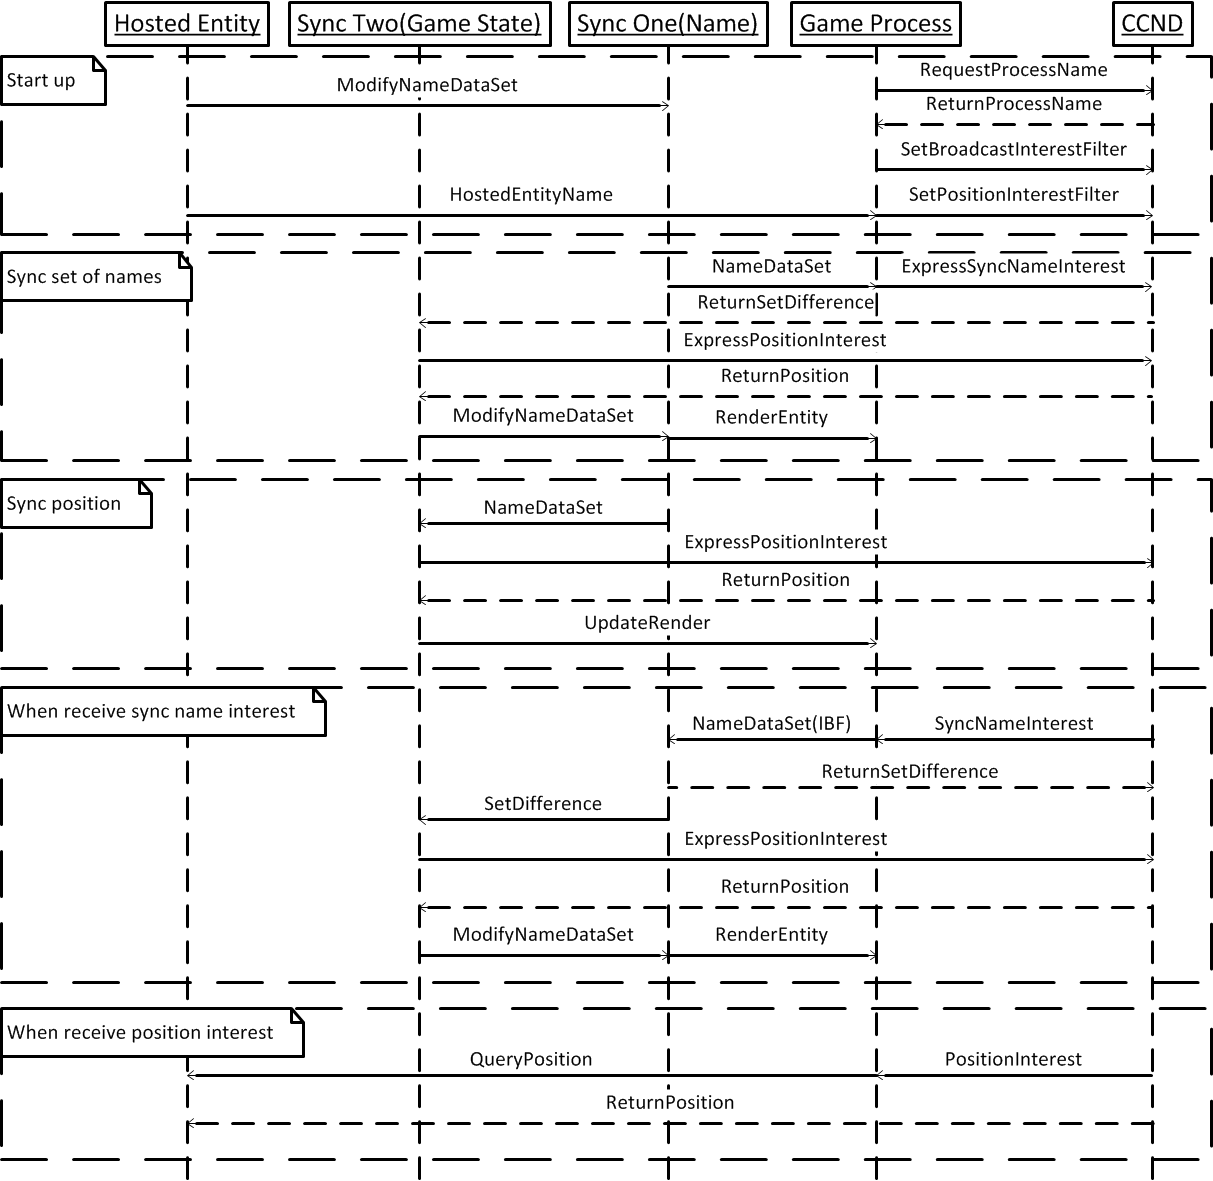 Hosted Entity
Sync Two(Game State)
Sync One(Name)
Game Process
CCND
Start up
RequestProcessName
ModifyNameDataSet
ReturnProcessName
SetBroadcastInterestFilter
HostedEntityName
SetPositionInterestFilter
Sync set of names
NameDataSet
ExpressSyncNameInterest
ReturnSetDifference
ExpressPositionInterest
ReturnPosition
ModifyNameDataSet
RenderEntity
Sync position
NameDataSet
ExpressPositionInterest
ReturnPosition
UpdateRender
When receive sync name interest
NameDataSet(IBF)
SyncNameInterest
ReturnSetDifference
SetDifference
ExpressPositionInterest
ReturnPosition
ModifyNameDataSet
RenderEntity
When receive position interest
QueryPosition
PositionInterest
ReturnPosition